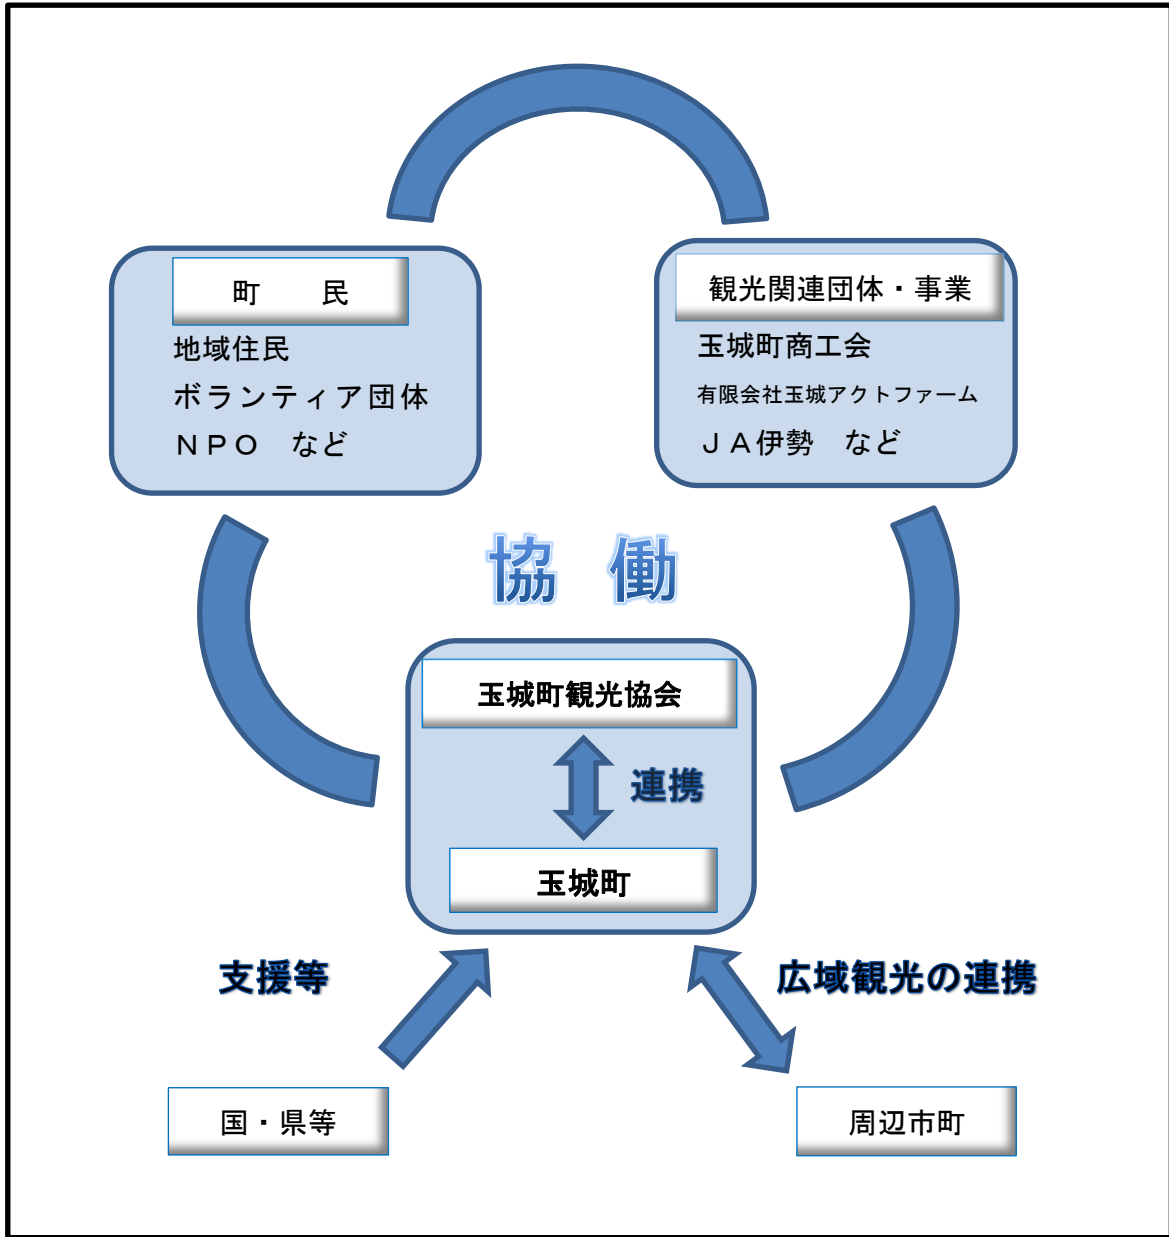 町　　民
地域住民
ボランティア団体
ＮＰＯ　など
観光関連団体・事業
玉城町商工会
有限会社玉城アクトファーム
ＪＡ伊勢　など
協　働
玉城町観光協会
連携
玉城町
支援等
広域観光の連携
国・県等
周辺市町